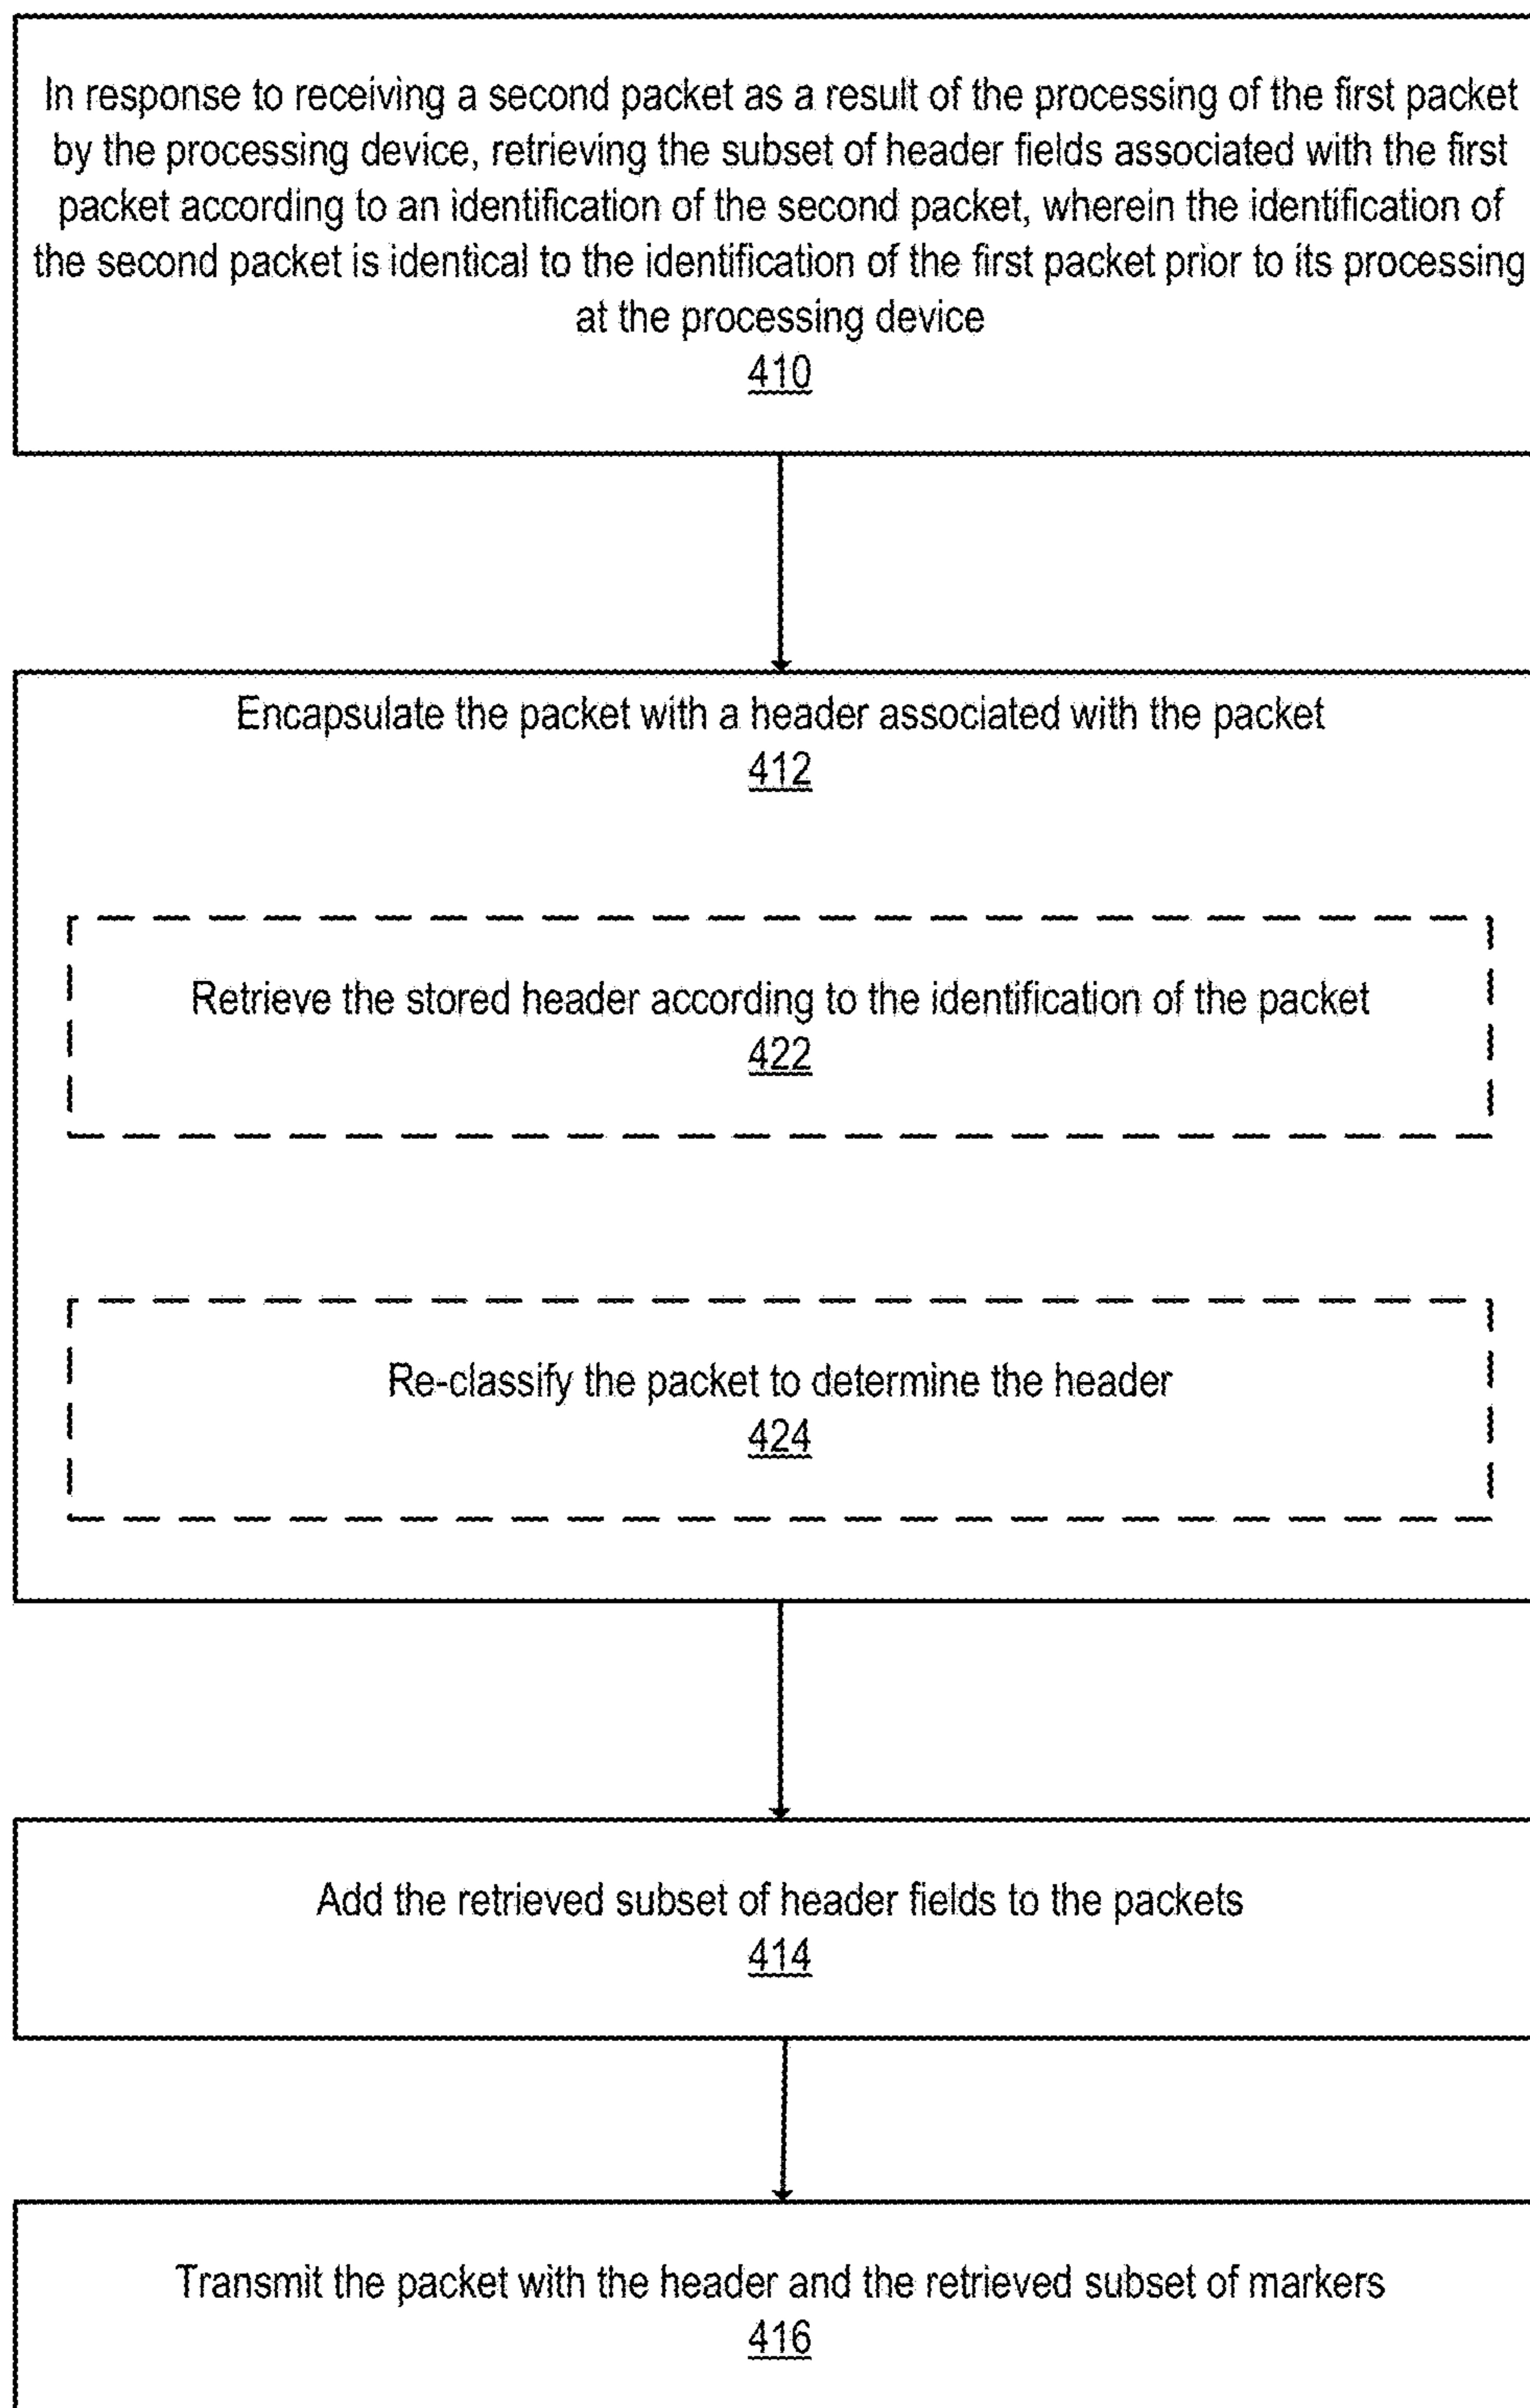 In response to receiving a second packet as a result of the processing of the first packet
by the processing device, retrieving the subset of header fields associated with the first
packet according to an identification of the second packet, wherein the identification of
the second packet is identical to the identification of the first packet prior to its processing
at the processing device
410
Encapsulate the packet with a header associated with the packet
412
Retrieve the stored header according to the identification of the packet
422
Re-classify the packet to determine the header
424
Add the retrieved subset of header fields to the packets
414
Transmit the packet with the header and the retrieved subset of markers
416